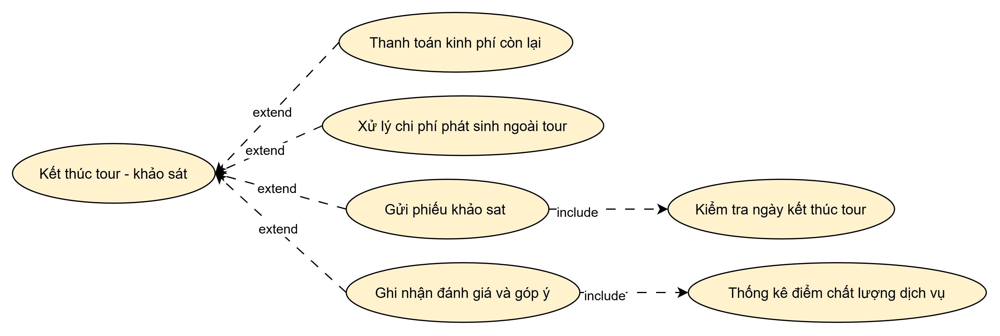 Thanh toán kinh phí còn lại
extend
Xử lý chi phí phát sinh ngoài tour
extend
Kết thúc tour - khảo sát
extend
Gửi phiếu khảo sat
include
Kiểm tra ngày kết thúc tour
extend
Ghi nhận đánh giá và góp ý
include
Thống kê điểm chất lượng dịch vụ